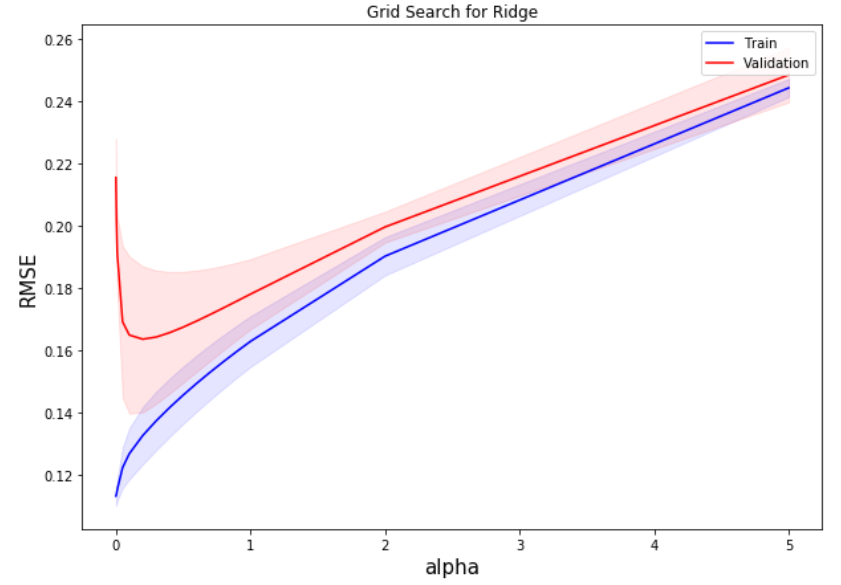 Grid Search for Ridge
Train
Validation
RMSE
0.26
0.24
0.22
0.20
0.18
0.16
0.14
0.12
0 1 2 3 4 5
alpha